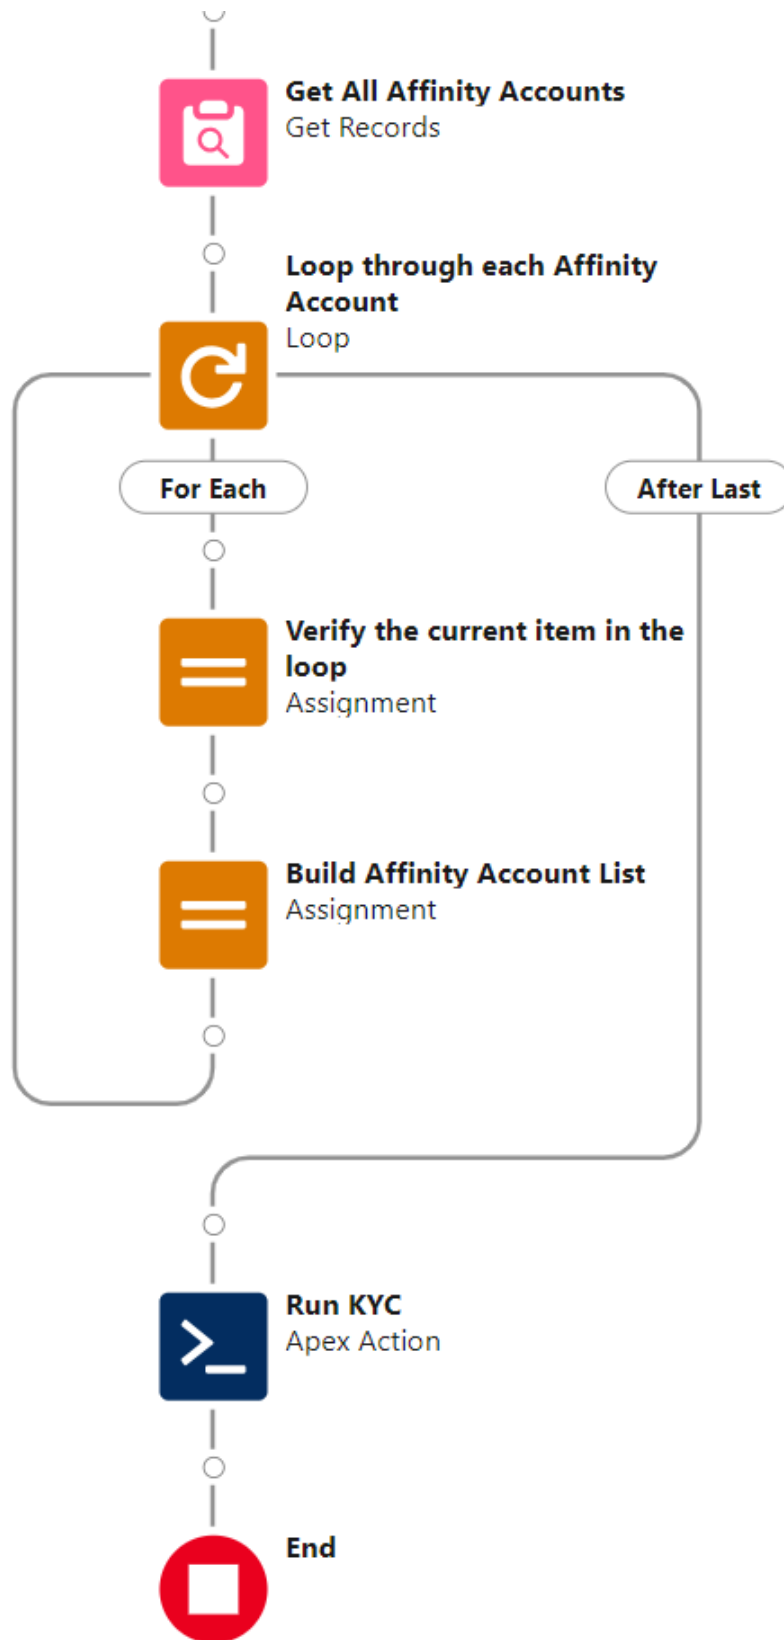 Get All Affinity Accounts
Get Records
Loop through each Affinity
Account
Loop
For Each
After Last
Verify the current item in the
loop
Assignment
Build Affinity Account List
Assignment
Run KYC
Apex Action
End